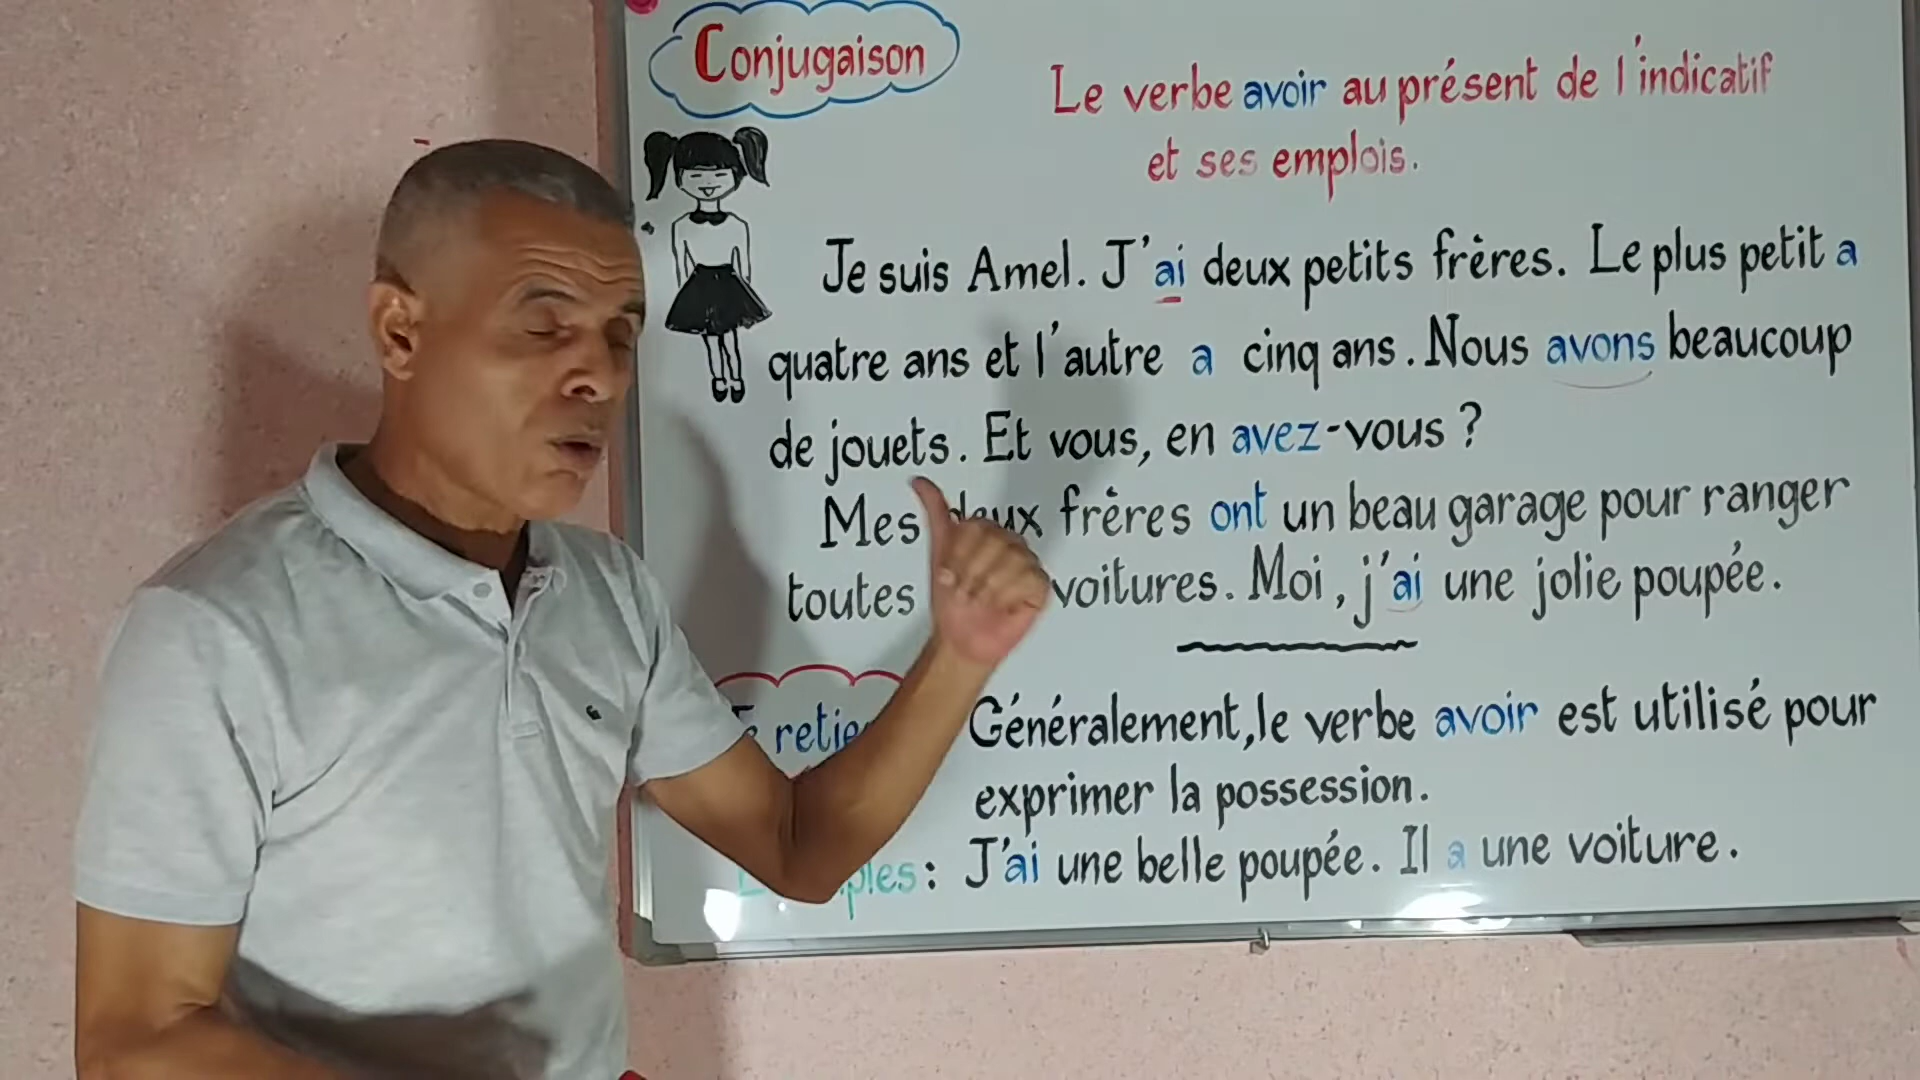 Conjugaison
Le verbe avoir au présent de l'indicatif
et ses emplois.
Je suis Amel. J'ai deux petits frères. Le plus petit a
quatre ans et l'autre a cinq ans. Nous avons beaucoup
de jouets. Et vous, en avez-vous ?
Mes deux frères ont un beau garage pour ranger
toutes voitures. Moi, j'ai une jolie poupée.
Généralement, le verbe avoir est utilisé pour
exprimer la possession.
: J'ai une belle poupée. Il a une voiture.